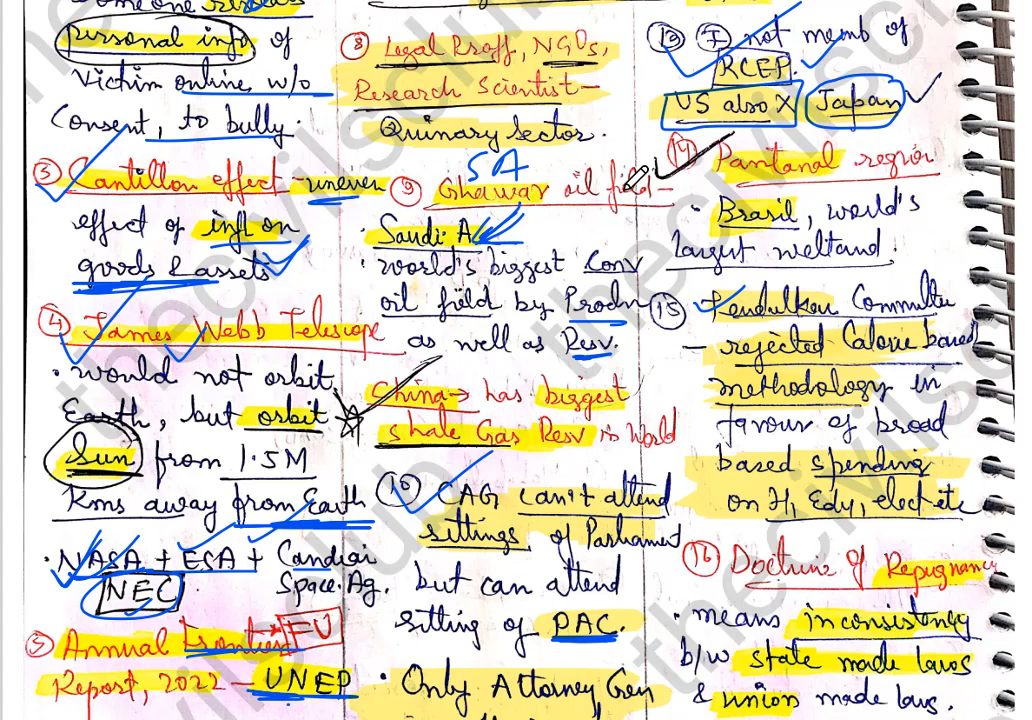 personal info of
Victim online w/o
Consent, to bully.
③ Cantillon effect - uneven
effect of infl on
goods & assets
④ James Webb Telescope
• would not orbit
Earth, but orbit
Sun from 1.5M
Kms away from Earth
• NASA + ESA + Candian
Space. Ag.
NEC
EU
5 Annual Frontiers
Report, 2022 - UNEP
⑧ Legal Proff, NGOs,
Research Scientist-
Quinary Sector.
SA
⑨ Ghawar oil field-
• Saudi A
• world's biggest Conv
oil field by Prodn
as well as Resv.
China → has biggest
shale Gas Resv in World
⑩ CAG can't attend
sittings of Parliament
but can attend
sitting of PAC.
• Only Attorney Gen
⑬ not memb of
RCEP.
US also X Japan
⑭ Pantanal region
• Brasil, world's
largest wetland.
⑮ Tendulkar Committee
- rejected Calorie based
methodology in
favour of broad
based spending
on H, Edu, elect etc
⑯ Doctrine of Repugnancy
• means inconsistency
b/w state made laws
& union made laws.
thecivilsclub